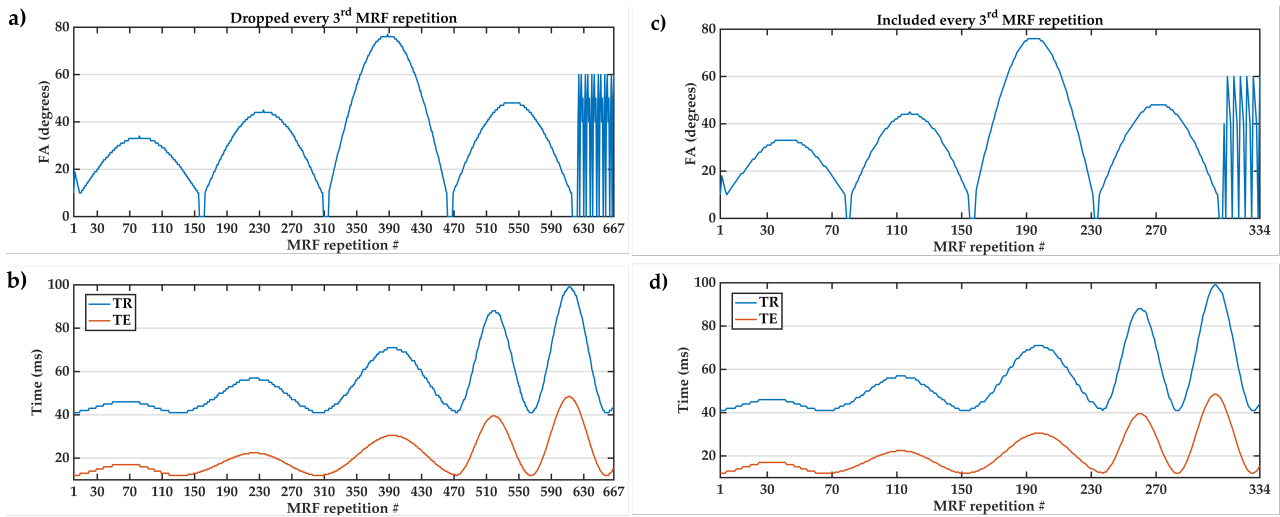 a)
Dropped every 3rd MRF repetition
80
60
40
20
0
FA (degrees)
1 30 70 110 150 190 230 270 310 350 390 430 470 510 550 590 630 667
MRF repetition #
b)
100
80
60
40
20
Time (ms)
TR
TE
1 30 70 110 150 190 230 270 310 350 390 430 470 510 550 590 630 667
MRF repetition #
c)
Included every 3rd MRF repetition
80
60
40
20
0
FA (degrees)
1 30 70 110 150 190 230 270 334
MRF repetition #
d)
100
80
60
40
20
Time (ms)
TR
TE
1 30 70 110 150 190 230 270 334
MRF repetition #